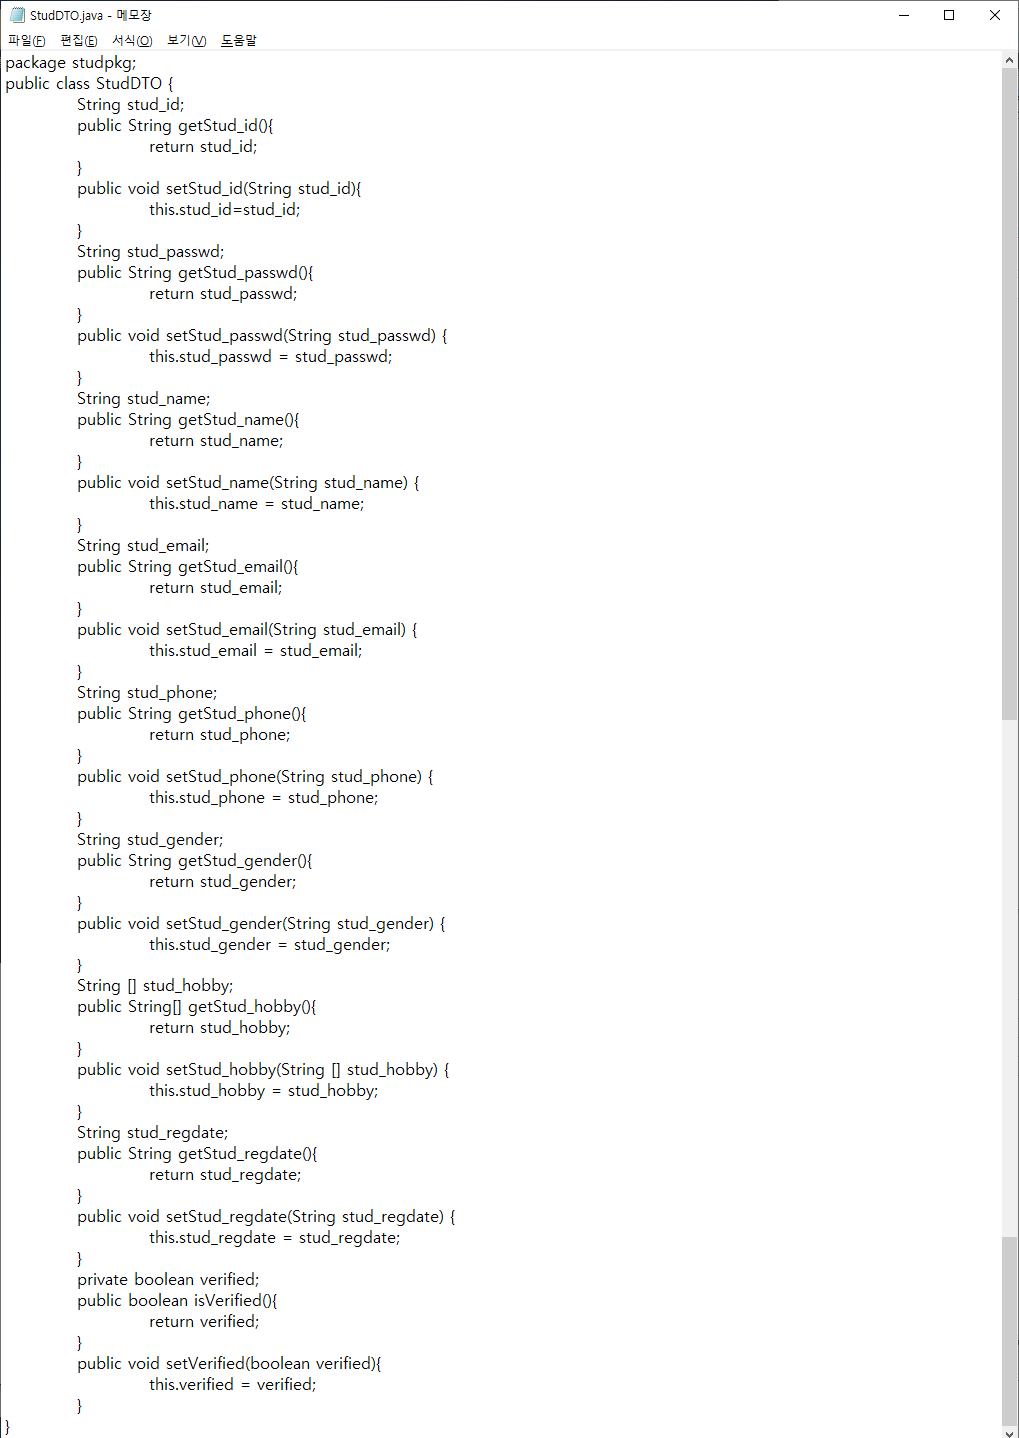 StudDTO.java - 메모장
파일(F) 편집(E) 서식(O) 보기(V) 도움말
package studpkg;
public class StudDTO {
String stud_id;
public String getStud_id(){
return stud_id;
}
public void setStud_id(String stud_id){
this.stud_id=stud_id;
}
String stud_passwd;
public String getStud_passwd(){
return stud_passwd;
}
public void setStud_passwd(String stud_passwd) {
this.stud_passwd = stud_passwd;
}
String stud_name;
public String getStud_name(){
return stud_name;
}
public void setStud_name(String stud_name) {
this.stud_name = stud_name;
}
String stud_email;
public String getStud_email(){
return stud_email;
}
public void setStud_email(String stud_email) {
this.stud_email = stud_email;
}
String stud_phone;
public String getStud_phone(){
return stud_phone;
}
public void setStud_phone(String stud_phone) {
this.stud_phone = stud_phone;
}
String stud_gender;
public String getStud_gender(){
return stud_gender;
}
public void setStud_gender(String stud_gender) {
this.stud_gender = stud_gender;
}
String [] stud_hobby;
public String[] getStud_hobby(){
return stud_hobby;
}
public void setStud_hobby(String [] stud_hobby) {
this.stud_hobby = stud_hobby;
}
String stud_regdate;
public String getStud_regdate(){
return stud_regdate;
}
public void setStud_regdate(String stud_regdate) {
this.stud_regdate = stud_regdate;
}
private boolean verified;
public boolean isVerified(){
return verified;
}
public void setVerified(boolean verified){
this.verified = verified;
}
}